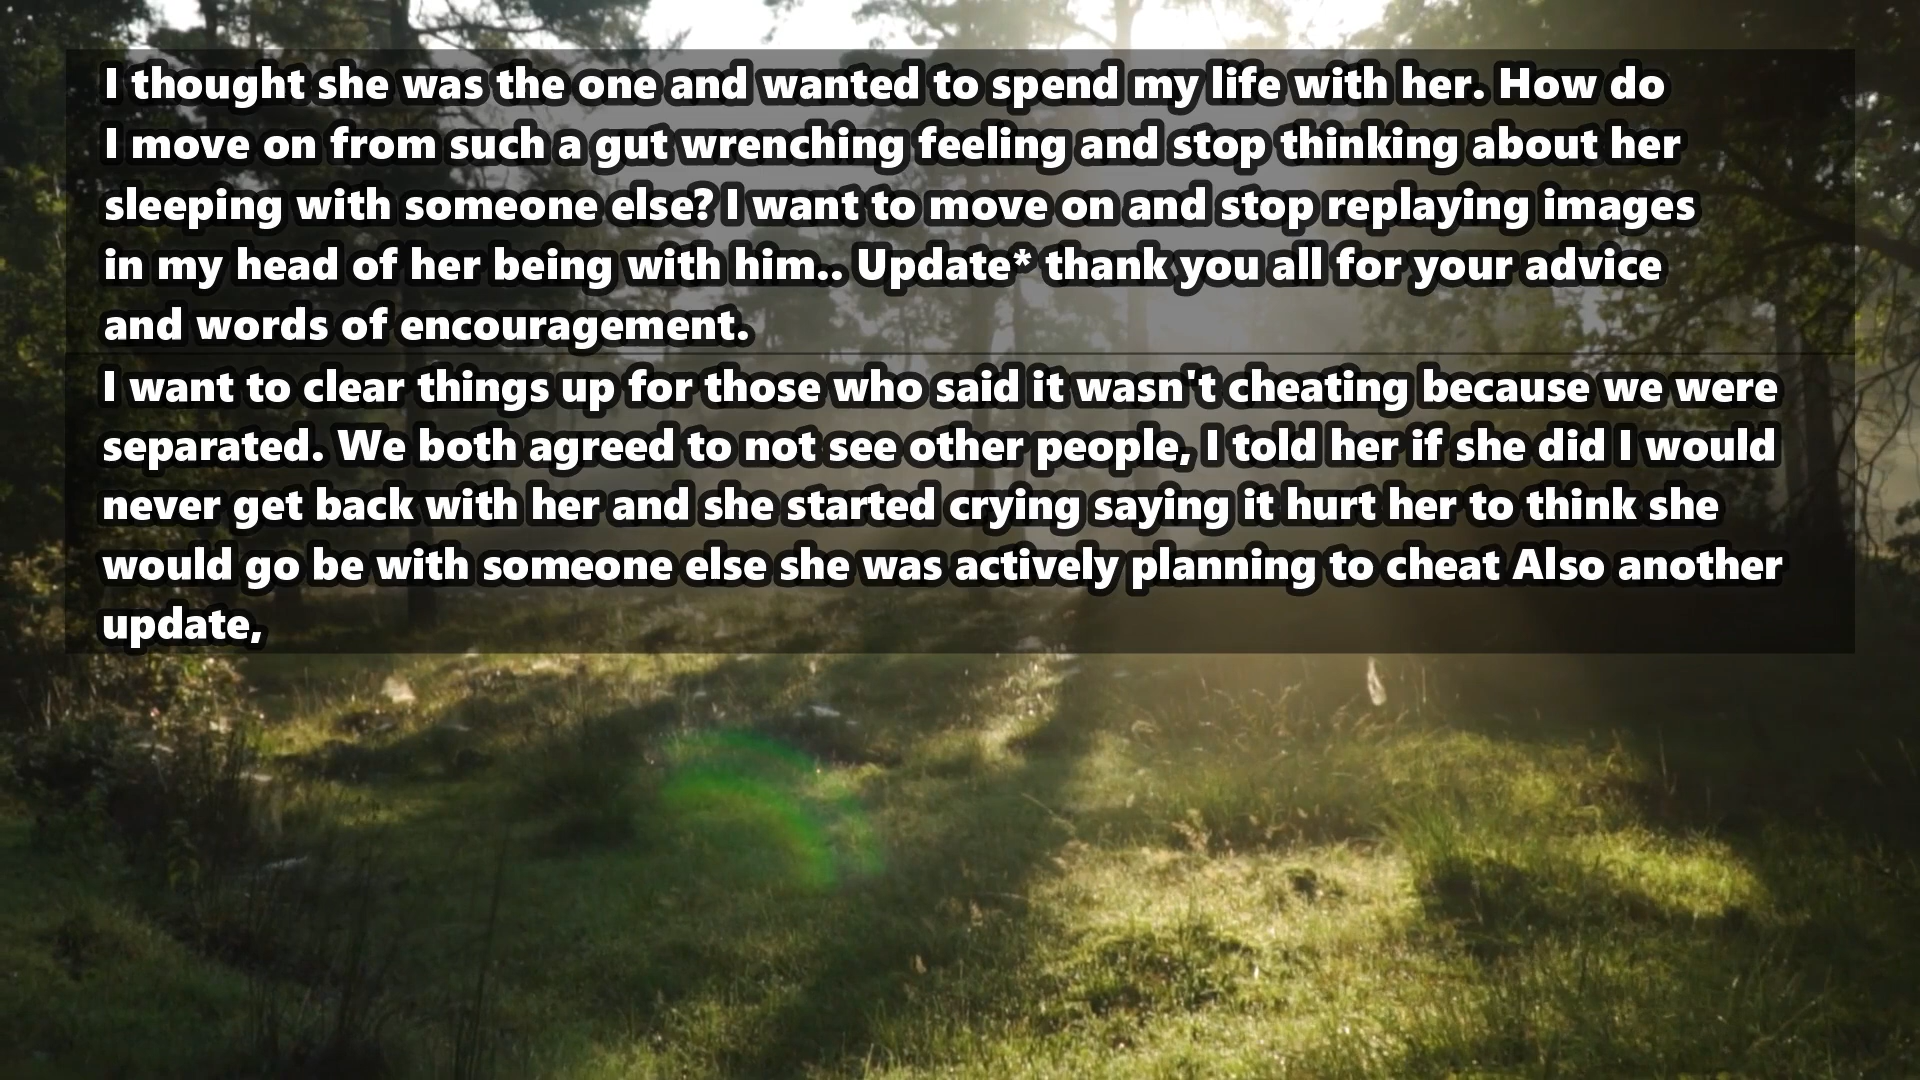 I thought she was the one and wanted to spend my life with her. How do
I move on from such a gut wrenching feeling and stop thinking about her
sleeping with someone else? I want to move on and stop replaying images
in my head of her being with him.. Update* thank you all for your advice
and words of encouragement.
I want to clear things up for those who said it wasn't cheating because we were
separated. We both agreed to not see other people, I told her if she did I would
never get back with her and she started crying saying it hurt her to think she
would go be with someone else she was actively planning to cheat Also another
update,